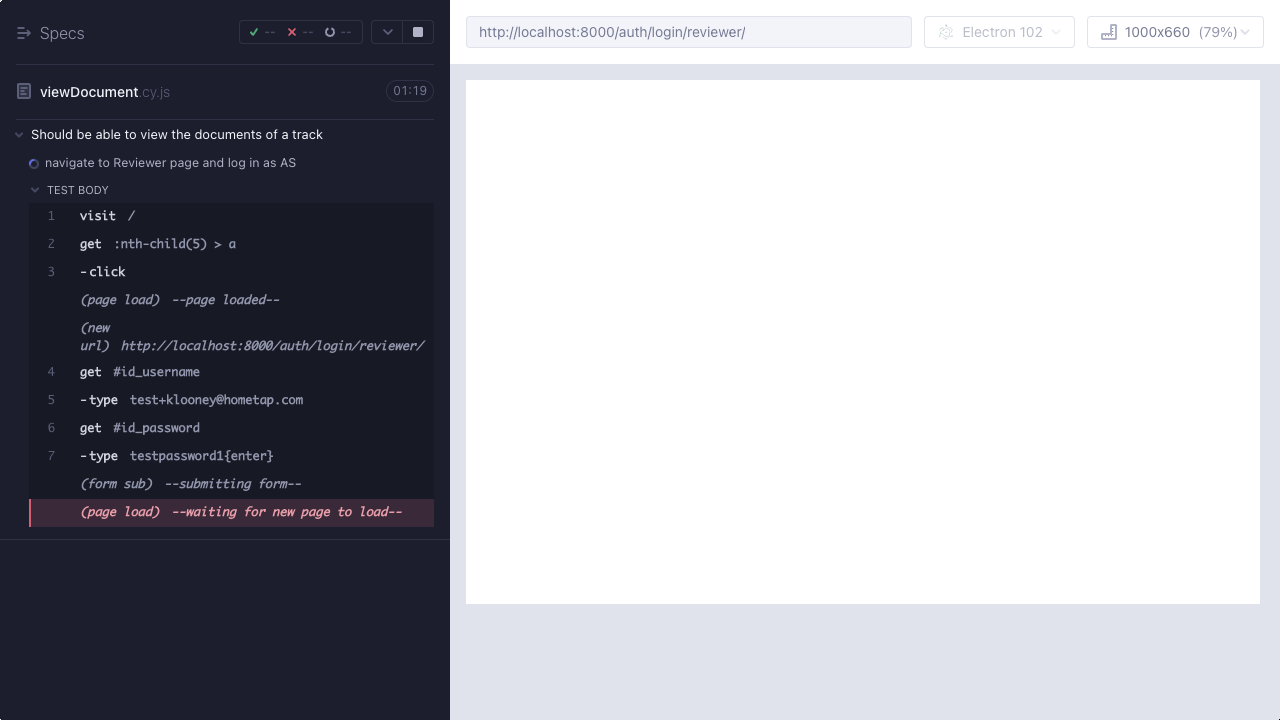 Specs
-- -- --
viewDocument.cy.js
01:19
Should be able to view the documents of a track
navigate to Reviewer page and log in as AS
TEST BODY
1 visit /
2 get :nth-child(5) > a
3 -click
(page load) --page loaded--
(new
url) http://localhost:8000/auth/login/reviewer/
4 get #id_username
5 -type test+klooney@hometap.com
6 get #id_password
7 -type testpassword1{enter}
(form sub) --submitting form--
(page load) --waiting for new page to load--
http://localhost:8000/auth/login/reviewer/
Electron 102
1000x660 (79%)